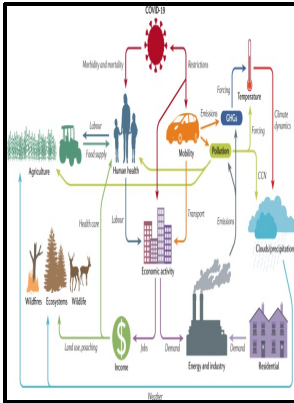 COVID-19
Morbidity and mortality
Restrictions
Forcing
Temperature
Emissions
GHGs
Climate
dynamics
Labour
Food supply
Forcing
Agriculture
Human health
Mobility
Pollution
CCN
Health care
Labour
Transport
Emissions
Clouds/precipitation
Economic activity
Wildfires
Ecosystems
Wildlife
Land use, poaching
Jobs
Demand
Demand
Income
Energy and industry
Residential
Weather